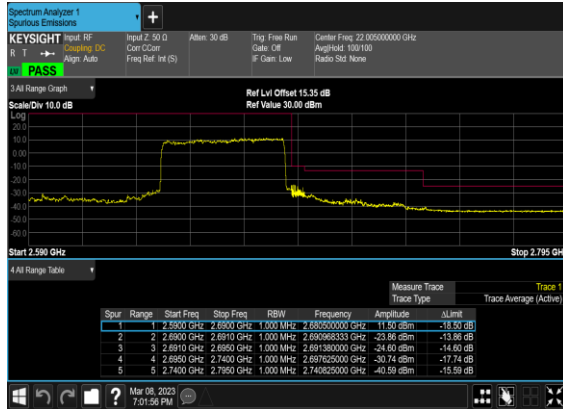 Spectrum Analyzer 1
Spurious Emissions
KEYSIGHT Input: RF Input Z: 50 Ω Atten: 30 dB Trig: Free Run Center Freq: 22.005000000 GHz
R T Coupling: DC Corr CCorr Gate: Off Avg|Hold: 100/100
Align: Auto Freq Ref: Int (S) IF Gain: Low Radio Std: None
PASS
3 All Range Graph
Ref Lvl Offset 15.35 dB
Scale/Div 10.0 dB Ref Value 30.00 dBm
Log
20.0
10.0
0.00
-10.0
-20.0
-30.0
-40.0
-50.0
-60.0
Start 2.590 GHz Stop 2.795 GH
4 All Range Table
Measure Trace Trace 1
Trace Type Trace Average (Active)
Spur Range Start Freq Stop Freq RBW Frequency Amplitude ΔLimit
1 1 2.5900 GHz 2.6900 GHz 1.000 MHz 2.680500000 GHz 11.50 dBm -18.50 dB
2 2 2.6900 GHz 2.6910 GHz 1.000 MHz 2.690968333 GHz -23.86 dBm -13.86 dB
3 3 2.6910 GHz 2.6950 GHz 1.000 MHz 2.691380000 GHz -24.60 dBm -14.60 dB
4 4 2.6950 GHz 2.7400 GHz 1.000 MHz 2.697625000 GHz -30.74 dBm -17.74 dB
5 5 2.7400 GHz 2.7950 GHz 1.000 MHz 2.740825000 GHz -40.59 dBm -15.59 dB
Mar 08, 2023
7:01:56 PM